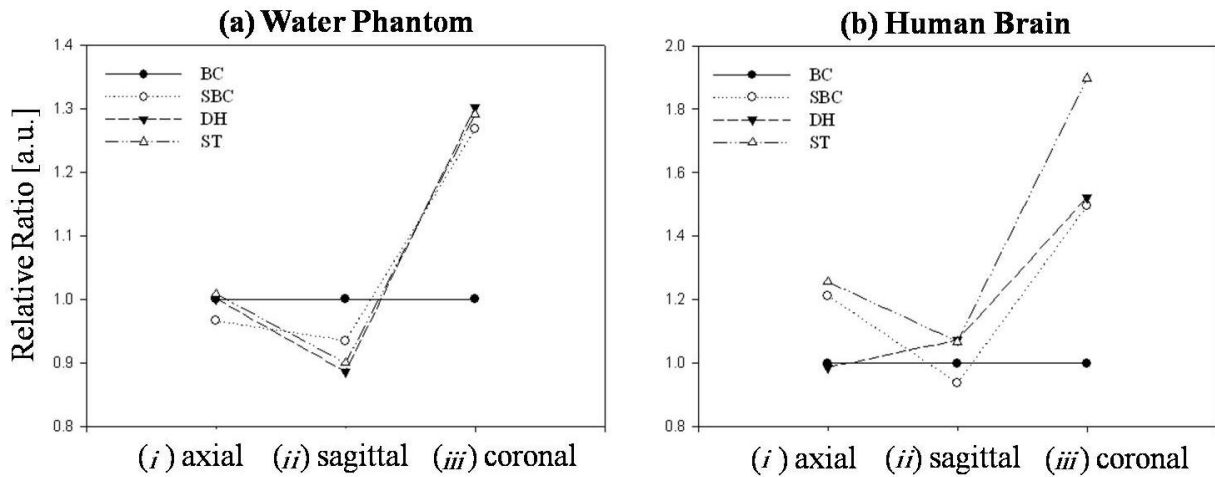 (a) Water Phantom
Relative Ratio [a.u.]
1.4
1.3
1.2
1.1
1.0
0.9
0.8
BC
SBC
DH
ST
(i) axial (ii) sagittal (iii) coronal
(b) Human Brain
2.0
1.8
1.6
1.4
1.2
1.0
0.8
BC
SBC
DH
ST
(i) axial (ii) sagittal (iii) coronal